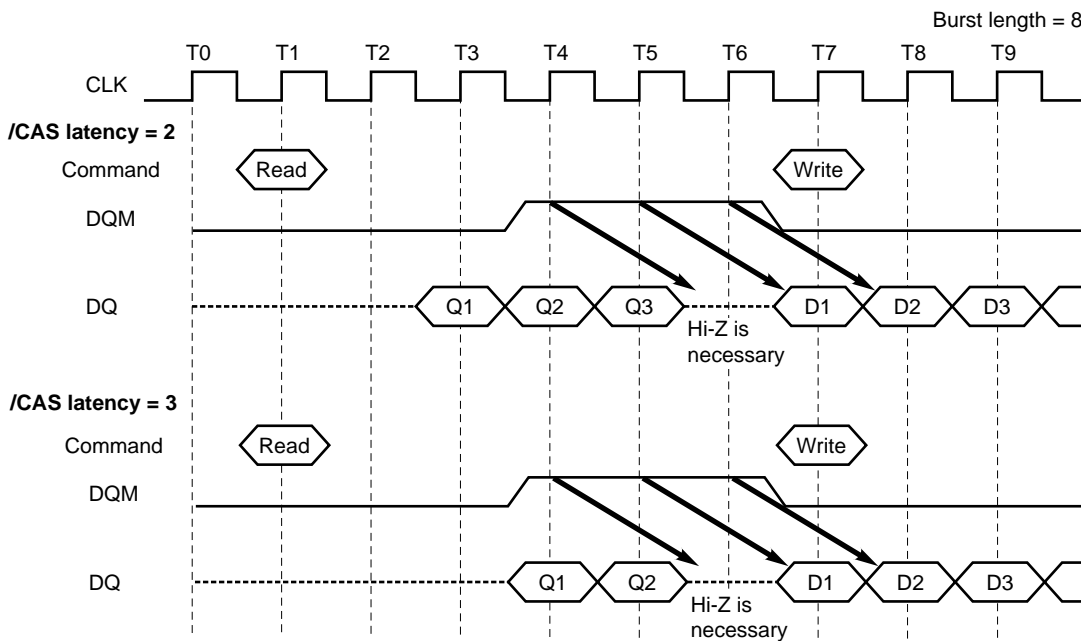 Burst length = 8
T0 T1 T2 T3 T4 T5 T6 T7 T8 T9
CLK
/CAS latency = 2
Command Read Write
DQM
DQ Q1 Q2 Q3 D1 D2 D3
Hi-Z is
necessary
/CAS latency = 3
Command Read Write
DQM
DQ Q1 Q2 D1 D2 D3
Hi-Z is
necessary